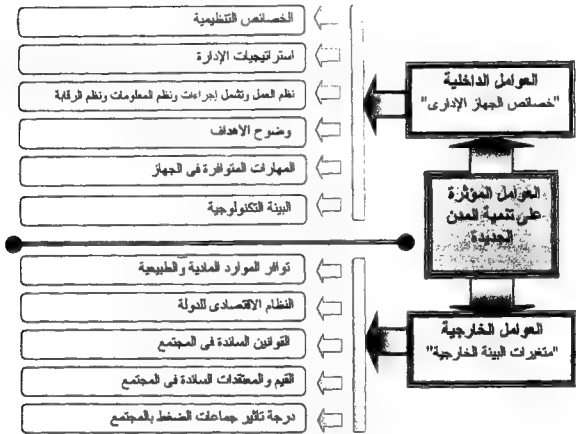 العوامل المؤثرة
على تنمية المدن
الجديدة
العوامل الداخلية
"خصائص الجهاز الإدارى"
الخصائص التنظيمية
استراتيجيات الإدارة
نظم العمل وتشمل إجراءات ونظم المعلومات ونظم الرقابة
وضوح الأهداف
المهارات المتوافرة فى الجهاز
البيئة التكنولوجية
العوامل الخارجية
"متغيرات البيئة الخارجية"
توافر الموارد المادية والطبيعية
النظام الاقتصادى للدولة
القوانين السائدة فى المجتمع
القيم والمعتقدات السائدة فى المجتمع
درجة تأثير جماعات الضغط بالمجتمع